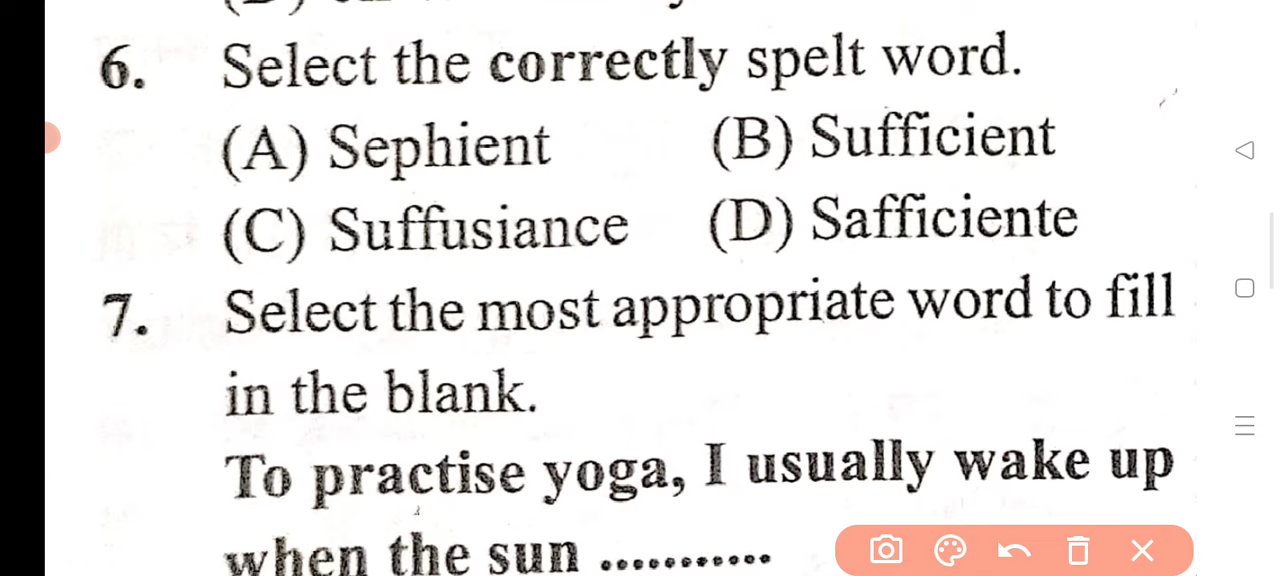 6. Select the correctly spelt word.
(A) Sephient (B) Sufficient
(C) Suffusiance (D) Safficiente
7. Select the most appropriate word to fill
in the blank.
To practise yoga, I usually wake up
when the sun ...........